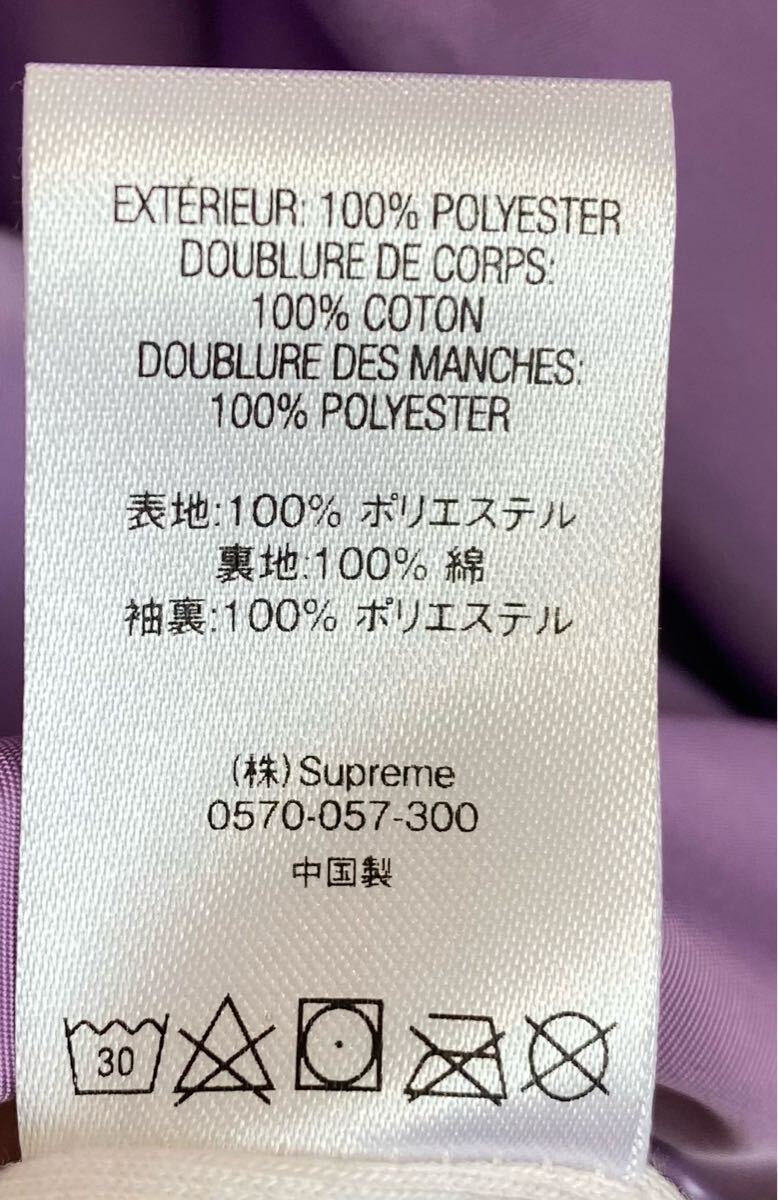 EXTÉRIEUR: 100% POLYESTER
DOUBLURE DE CORPS:
100% COTON
DOUBLURE DES MANCHES:
100% POLYESTER
表地:100% ポリエステル
裏地:100% 綿
袖裏:100% ポリエステル
(株)Supreme
0570-057-300
中国製
30